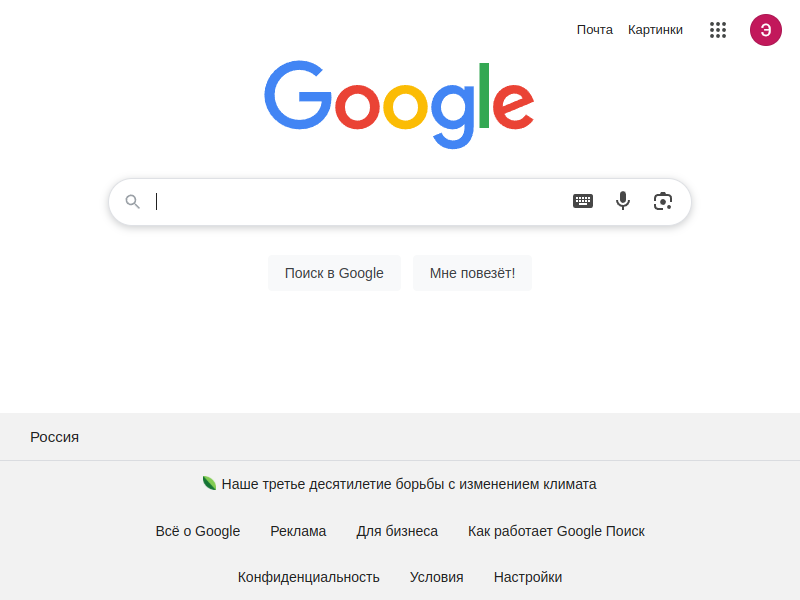 Почта Картинки Э
Google
Поиск в Google Мне повезёт!
Россия
Наше третье десятилетие борьбы с изменением климата
Всё о Google Реклама Для бизнеса Как работает Google Поиск
Конфиденциальность Условия Настройки